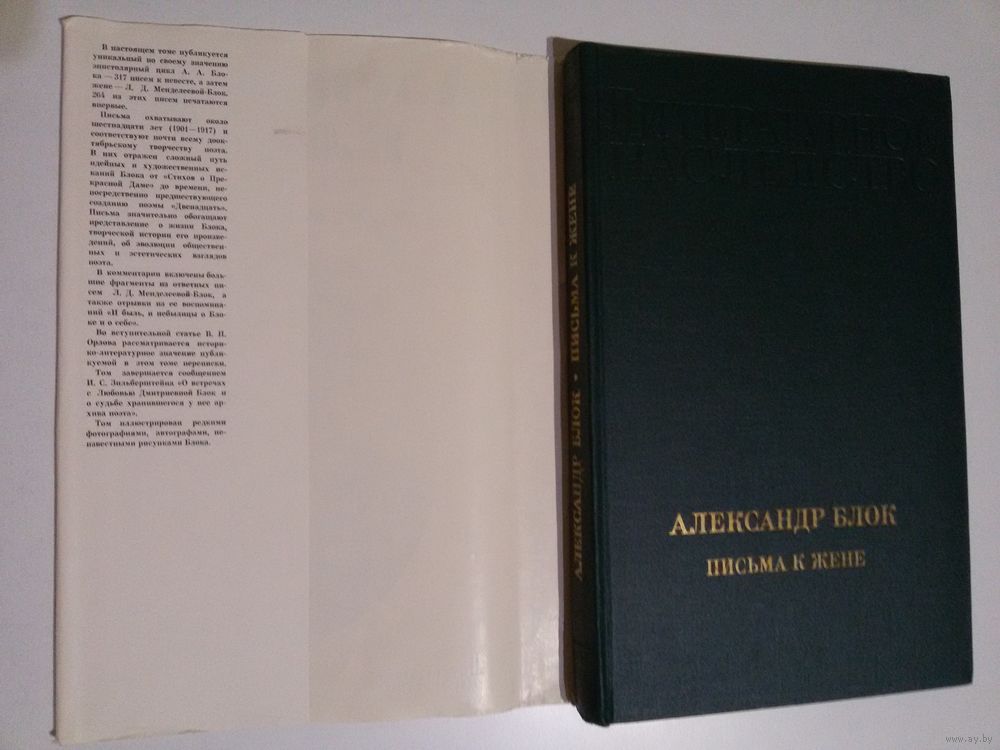 В настоящем томе публикуется
уникальный по своему значению
эпистолярный цикл А. А. Бло-
ка — 317 писем к невесте, а затем
жене — Л. Д. Менделеевой-Блок.
264 из этих писем печатаются
впервые.
Письма охватывают около
шестнадцати лет (1901—1917) и
соответствуют почти всему доок-
тябрьскому творчеству поэта.
В них отражен сложный путь
идейных и художественных ис-
каний Блока от «Стихов о Пре-
красной Даме» до времени, не-
посредственно предшествующего
созданию поэмы «Двенадцать».
Письма значительно обогащают
представление о жизни Блока,
творческой истории его произве-
дений, об эволюции обществен-
ных и эстетических взглядов
поэта.
В комментарии включены боль-
шие фрагменты из ответных пи-
сем Л. Д. Менделеевой-Блок, а
также отрывки из ее воспомина-
ний «И быль, и небылицы о Бло-
ке и о себе».
Во вступительной статье В. Н.
Орлова рассматривается истори-
ко-литературное значение публи-
куемой в этом томе переписки.
Том завершается сообщением
И. С. Зильберштейна «О встречах
с Любовью Дмитриевной Блок и
о судьбе хранившегося у нее ар-
хива поэта».
Том иллюстрирован редкими
фотографиями, автографами, не-
известными рисунками Блока.
АЛЕКСАНДР БЛОК • ПИСЬМА К ЖЕНЕ
АЛЕКСАНДР БЛОК
ПИСЬМА К ЖЕНЕ
www.ay.by